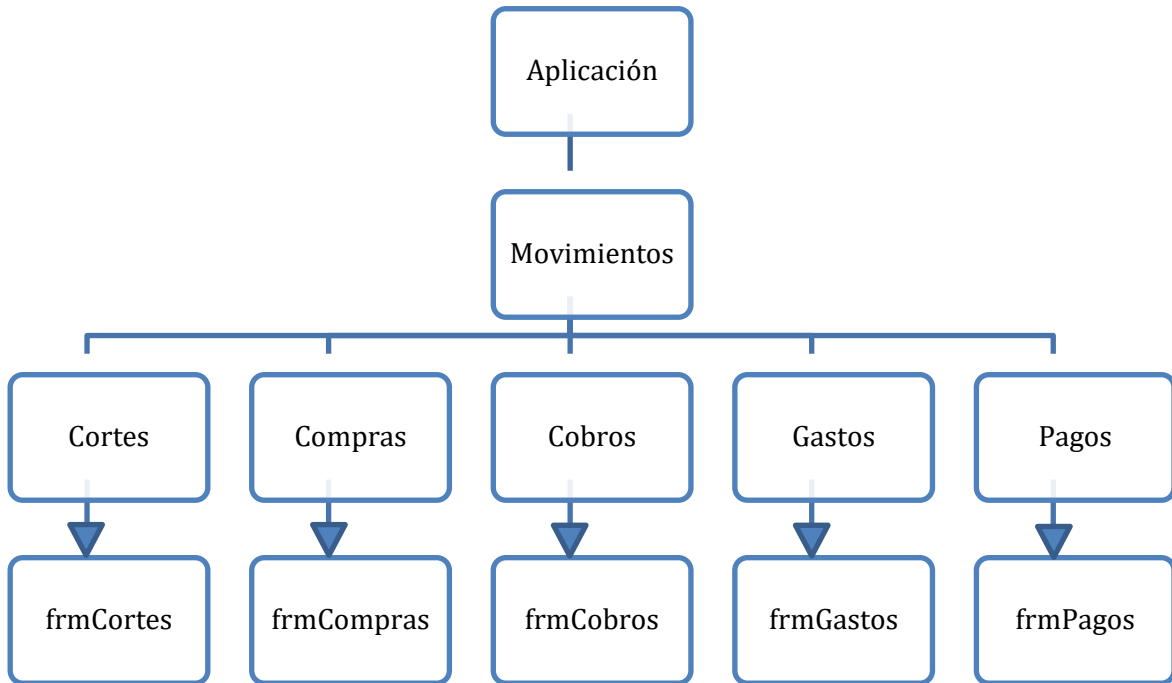 Aplicación
Movimientos
Cortes
Compras
Cobros
Gastos
Pagos
frmCortes
frmCompras
frmCobros
frmGastos
frmPagos